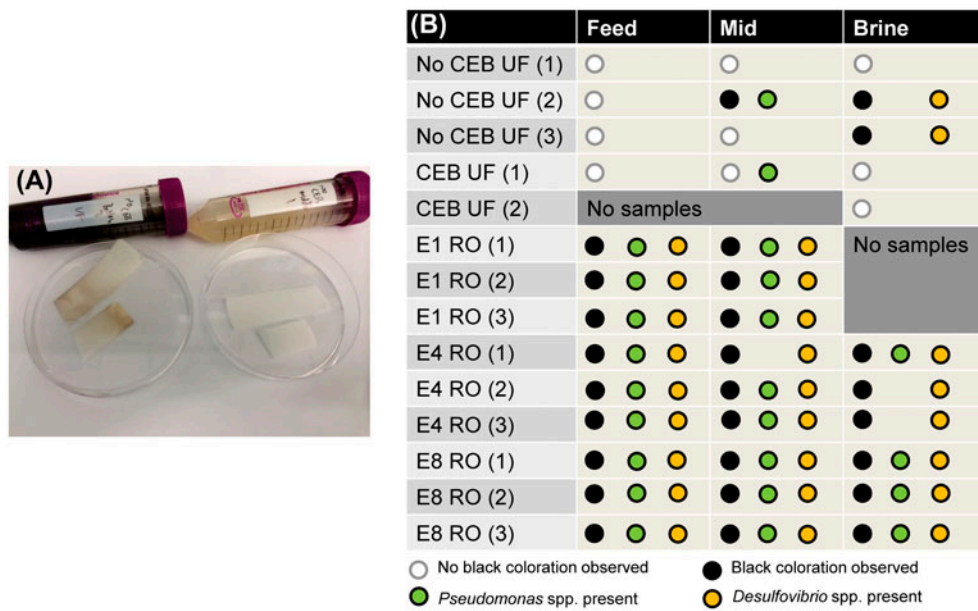 (A)
(B) Feed Mid Brine
No CEB UF (1)
No CEB UF (2)
No CEB UF (3)
CEB UF (1)
CEB UF (2) No samples
E1 RO (1) No samples
E1 RO (2)
E1 RO (3)
E4 RO (1)
E4 RO (2)
E4 RO (3)
E8 RO (1)
E8 RO (2)
E8 RO (3)
No black coloration observed Black coloration observed
Pseudomonas spp. present Desulfovibrio spp. present